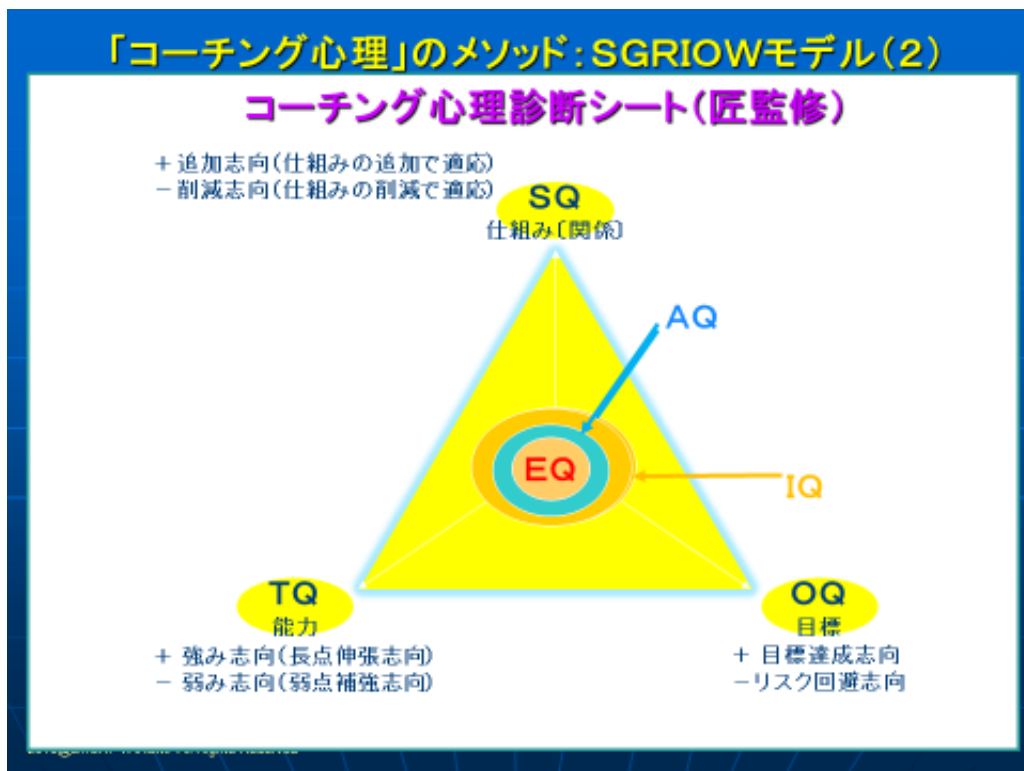 「コーチング心理」のメソッド：SGRIOWモデル（2）
コーチング心理診断シート（匠監修）
＋追加志向（仕組みの追加で適応）
－削減志向（仕組みの削減で適応）
SQ
仕組み〔関係〕
AQ
EQ
IQ
TQ
能力
＋ 強み志向（長点伸張志向）
－ 弱み志向（弱点補強志向）
OQ
目標
＋ 目標達成志向
－リスク回避志向